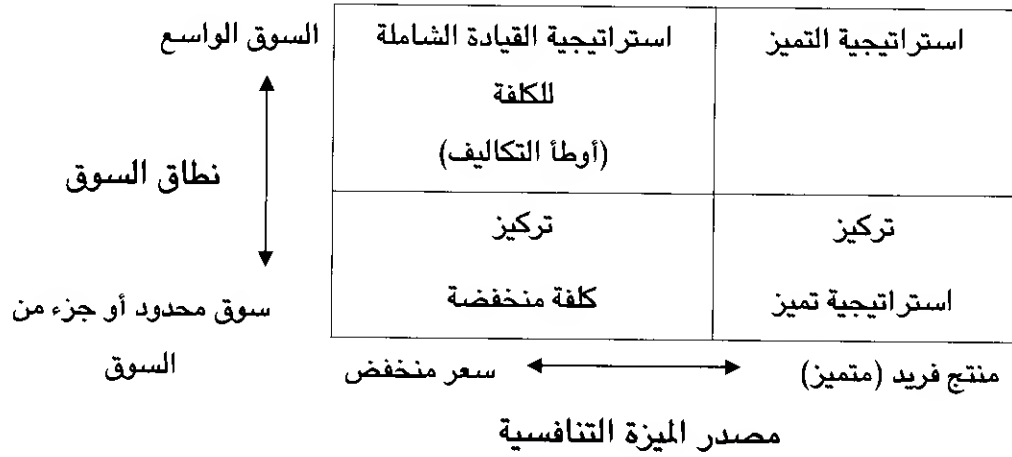 السوق الواسع
استراتيجية القيادة الشاملة
للكلفة
(أوطأ التكاليف)
استراتيجية التميز
نطاق السوق
تركيز
كلفة منخفضة
تركيز
استراتيجية تميز
سوق محدود أو جزء من
السوق
سعر منخفض
منتج فريد (متميز)
مصدر الميزة التنافسية